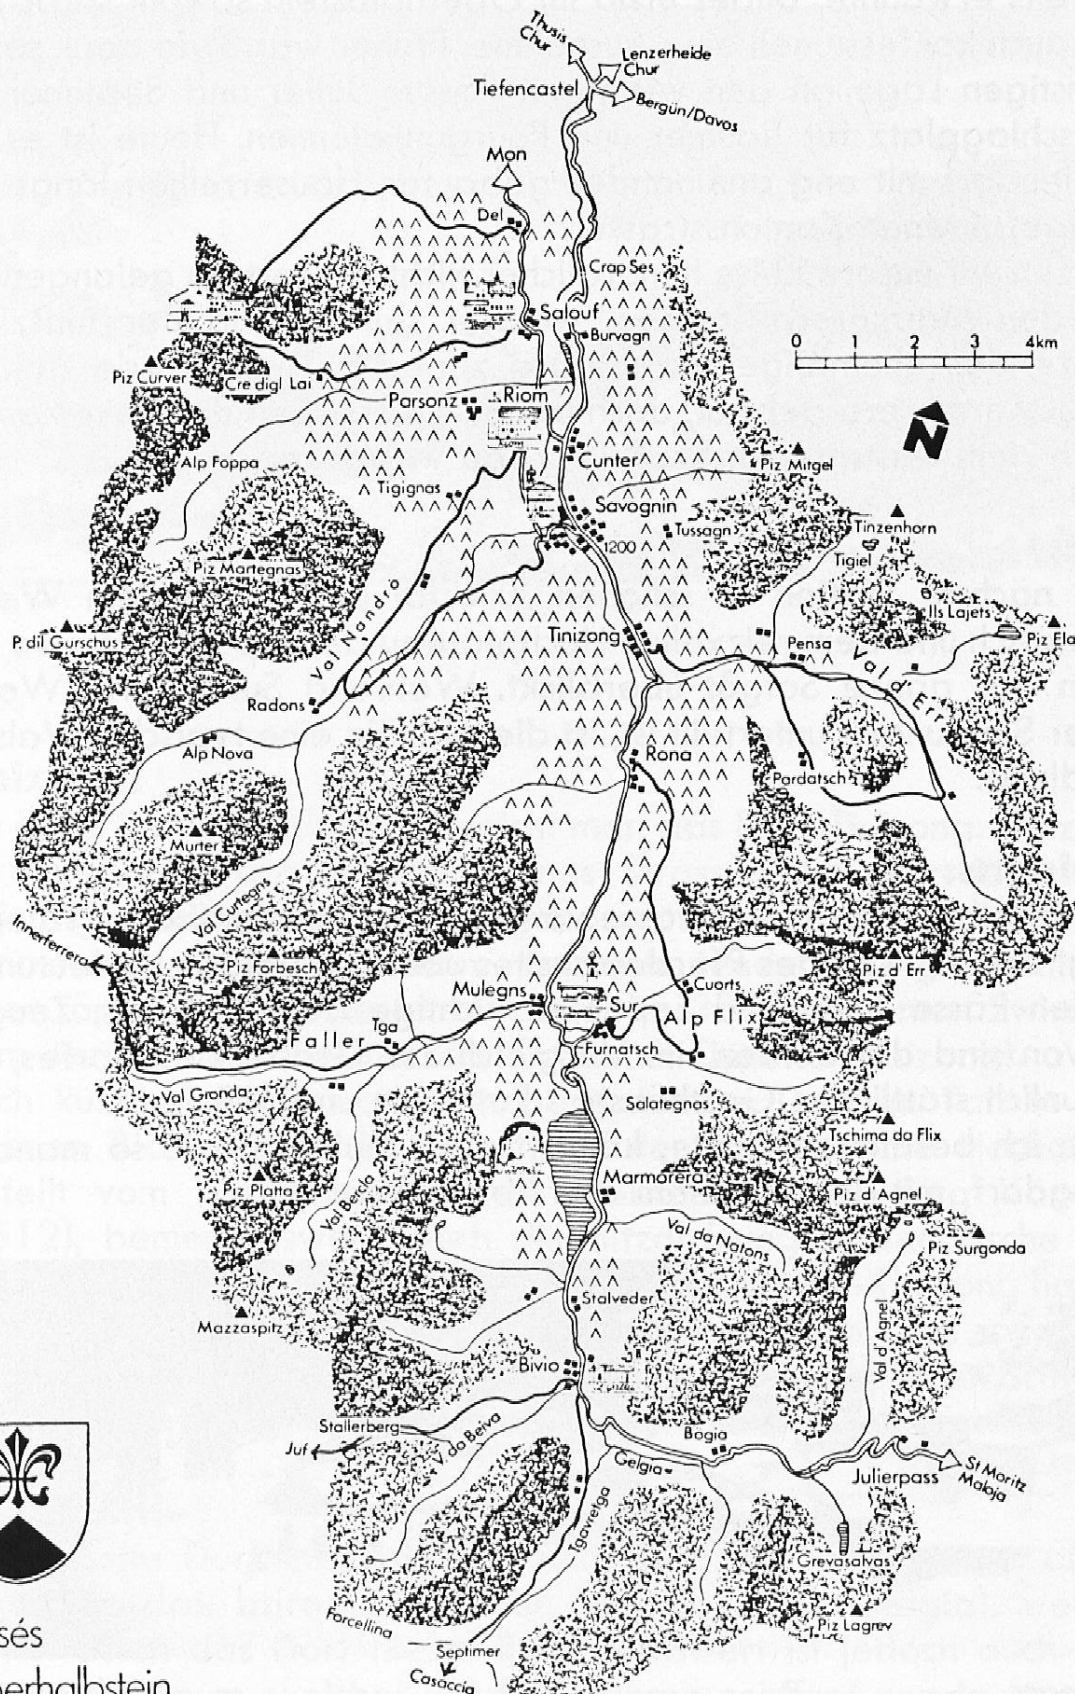 Thusis
Chur
Lenzerheide
Chur
Tiefencastel
Bergün/Davos
Mon
Del
Crap Ses
Salouf
Burvagn
0 1 2 3 4km
Piz Curver
Cre digl Lai
Parsonz
Riom
N
Alp Foppa
Cunter
Piz Mitgel
Tigignas
Savognin
Tussagn
Tinzenhorn
1200
Tigiel
Piz Martegnas
Ils Lajets
Val Nandró
Tinizong
Pensa
Piz Ela
P. dil Gurschus
Val d'Err
Radons
Alp Nova
Rona
Pardatsch
Murter
Val Curtegns
Innerferrera
Piz Forbesch
Piz d'Err
Mulegns
Cuorts
Sur
Alp Flix
Tga
Faller
Furnatsch
Val Gronda
Salategnas
Tschima da Flix
Piz Platta
Val Bercla
Marmorera
Piz d'Agnel
Val da Natons
Piz Surgonda
Stalveder
Mazzaspitz
Val d'Agnel
Bivio
Stallerberg
Juf
V. da Beiva
Bögia
Gelgia
Julierpass
St Moritz
Maloja
Tgavretga
Grevasalvas
Forcellina
Piz Lagrev
Septimer
Casaccia